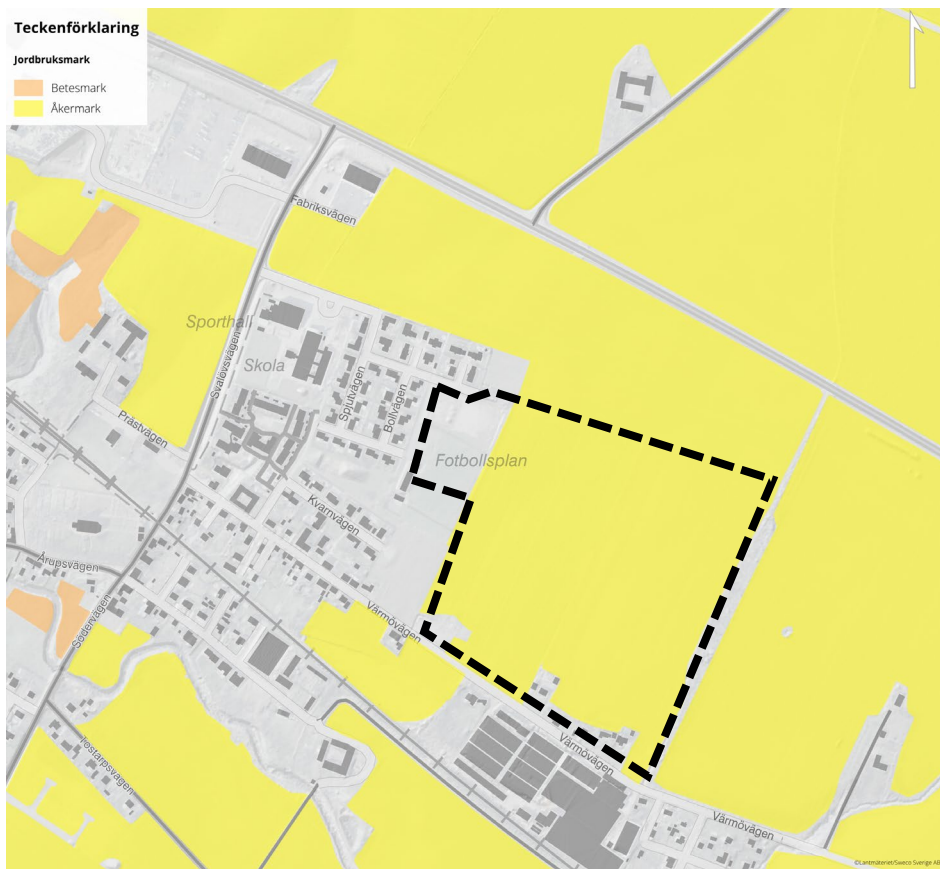 Teckenförklaring
Jordbruksmark
Betesmark
Åkermark
Fabriksvägen
Sporthall
Svalövsvägen
Skola
Spjutvägen
Bollvägen
Prästvägen
Fotbollsplan
Kvarnvägen
Årupsvägen
Södervägen
Värmövägen
Tostarpsvägen
Värmövägen
Värmövägen
©Lantmäteriet/Sweco Sverige AB